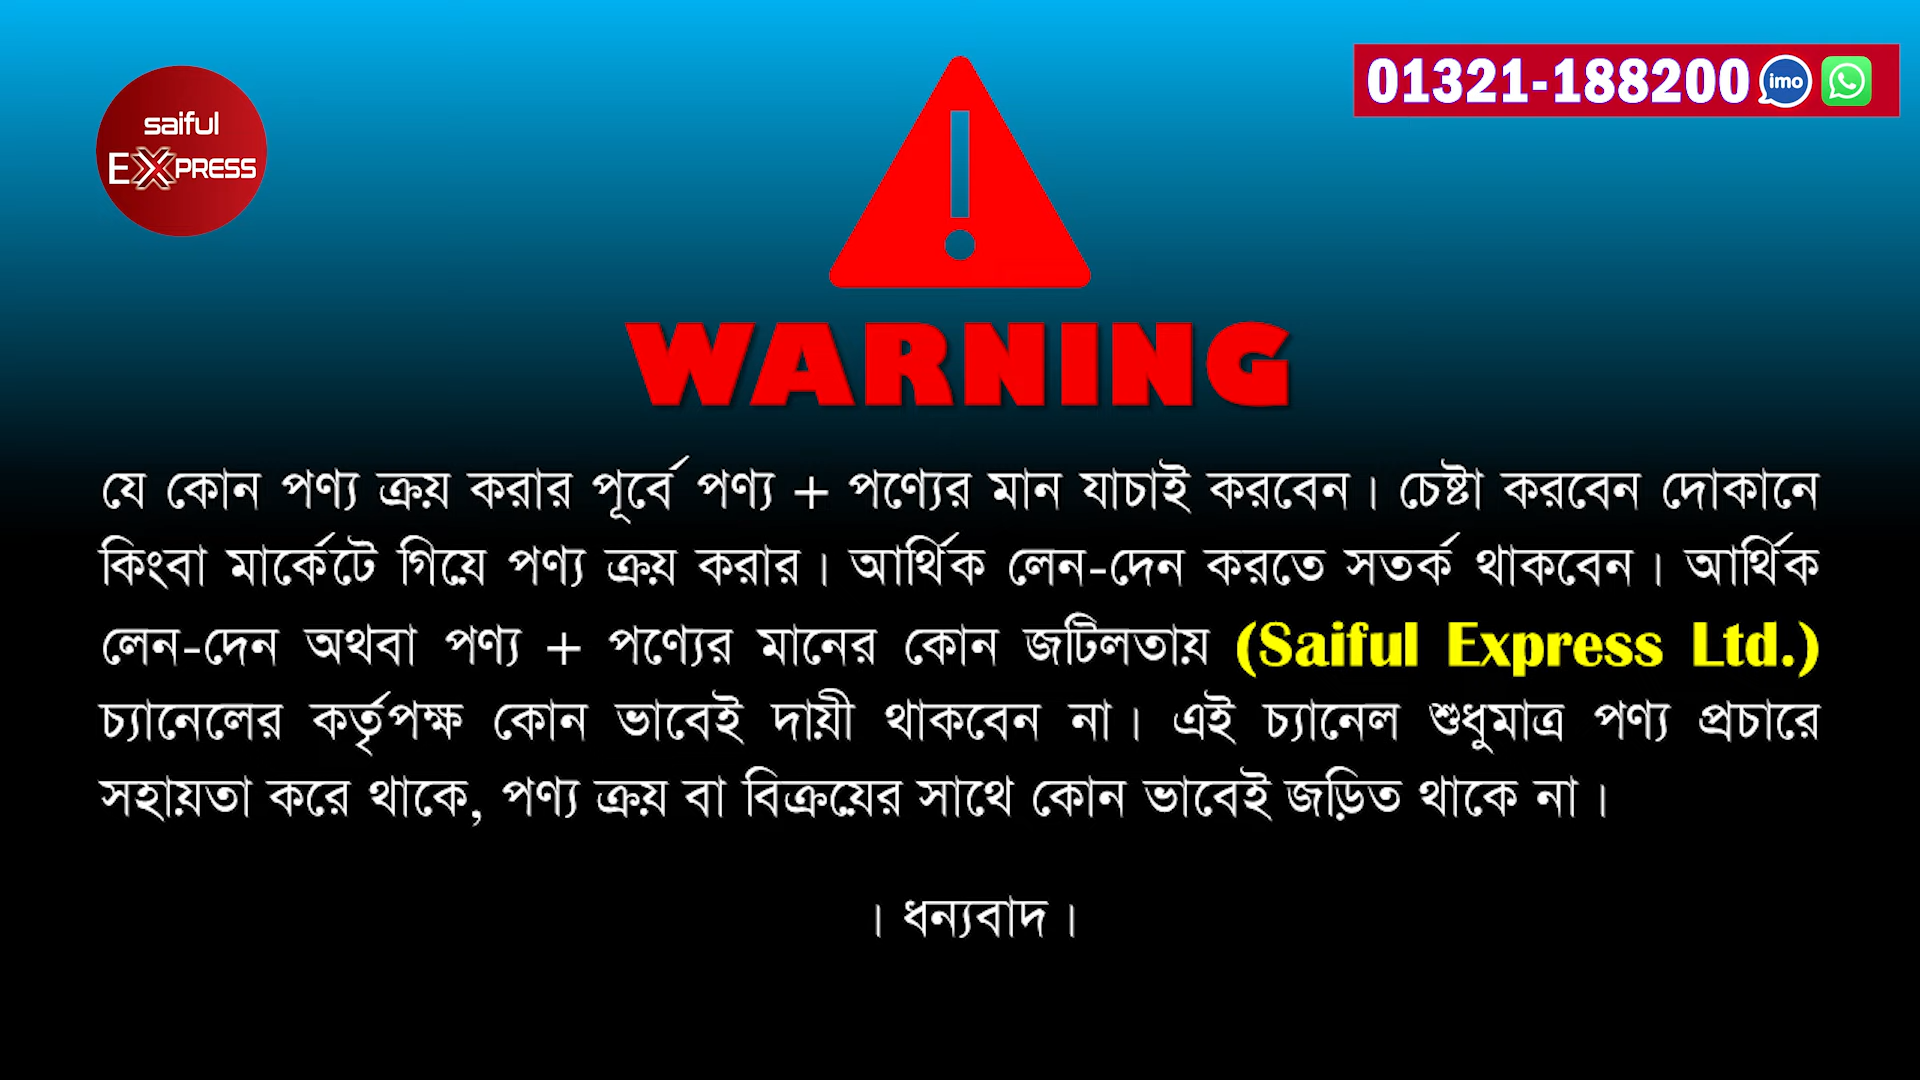 saiful
EXPRESS
01321-188200 imo
WARNING
যে কোন পণ্য ক্রয় করার পূর্বে পণ্য + পণ্যের মান যাচাই করবেন। চেষ্টা করবেন দোকানে
কিংবা মার্কেটে গিয়ে পণ্য ক্রয় করার। আর্থিক লেন-দেন করতে সতর্ক থাকবেন। আর্থিক
লেন-দেন অথবা পণ্য + পণ্যের মানের কোন জটিলতায় (Saiful Express Ltd.)
চ্যানেলের কর্তৃপক্ষ কোন ভাবেই দায়ী থাকবেন না। এই চ্যানেল শুধুমাত্র পণ্য প্রচারে
সহায়তা করে থাকে, পণ্য ক্রয় বা বিক্রয়ের সাথে কোন ভাবেই জড়িত থাকে না।
। ধন্যবাদ।